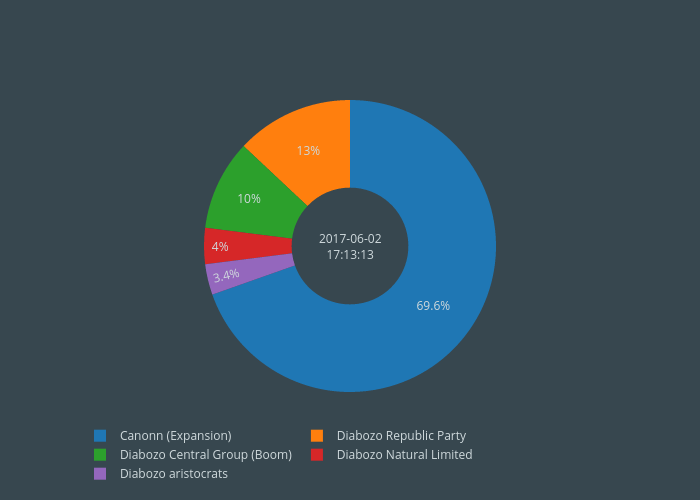 13%
10%
4%
3.4%
69.6%
2017-06-02
17:13:13
Canonn (Expansion)
Diabozo Republic Party
Diabozo Central Group (Boom)
Diabozo Natural Limited
Diabozo aristocrats